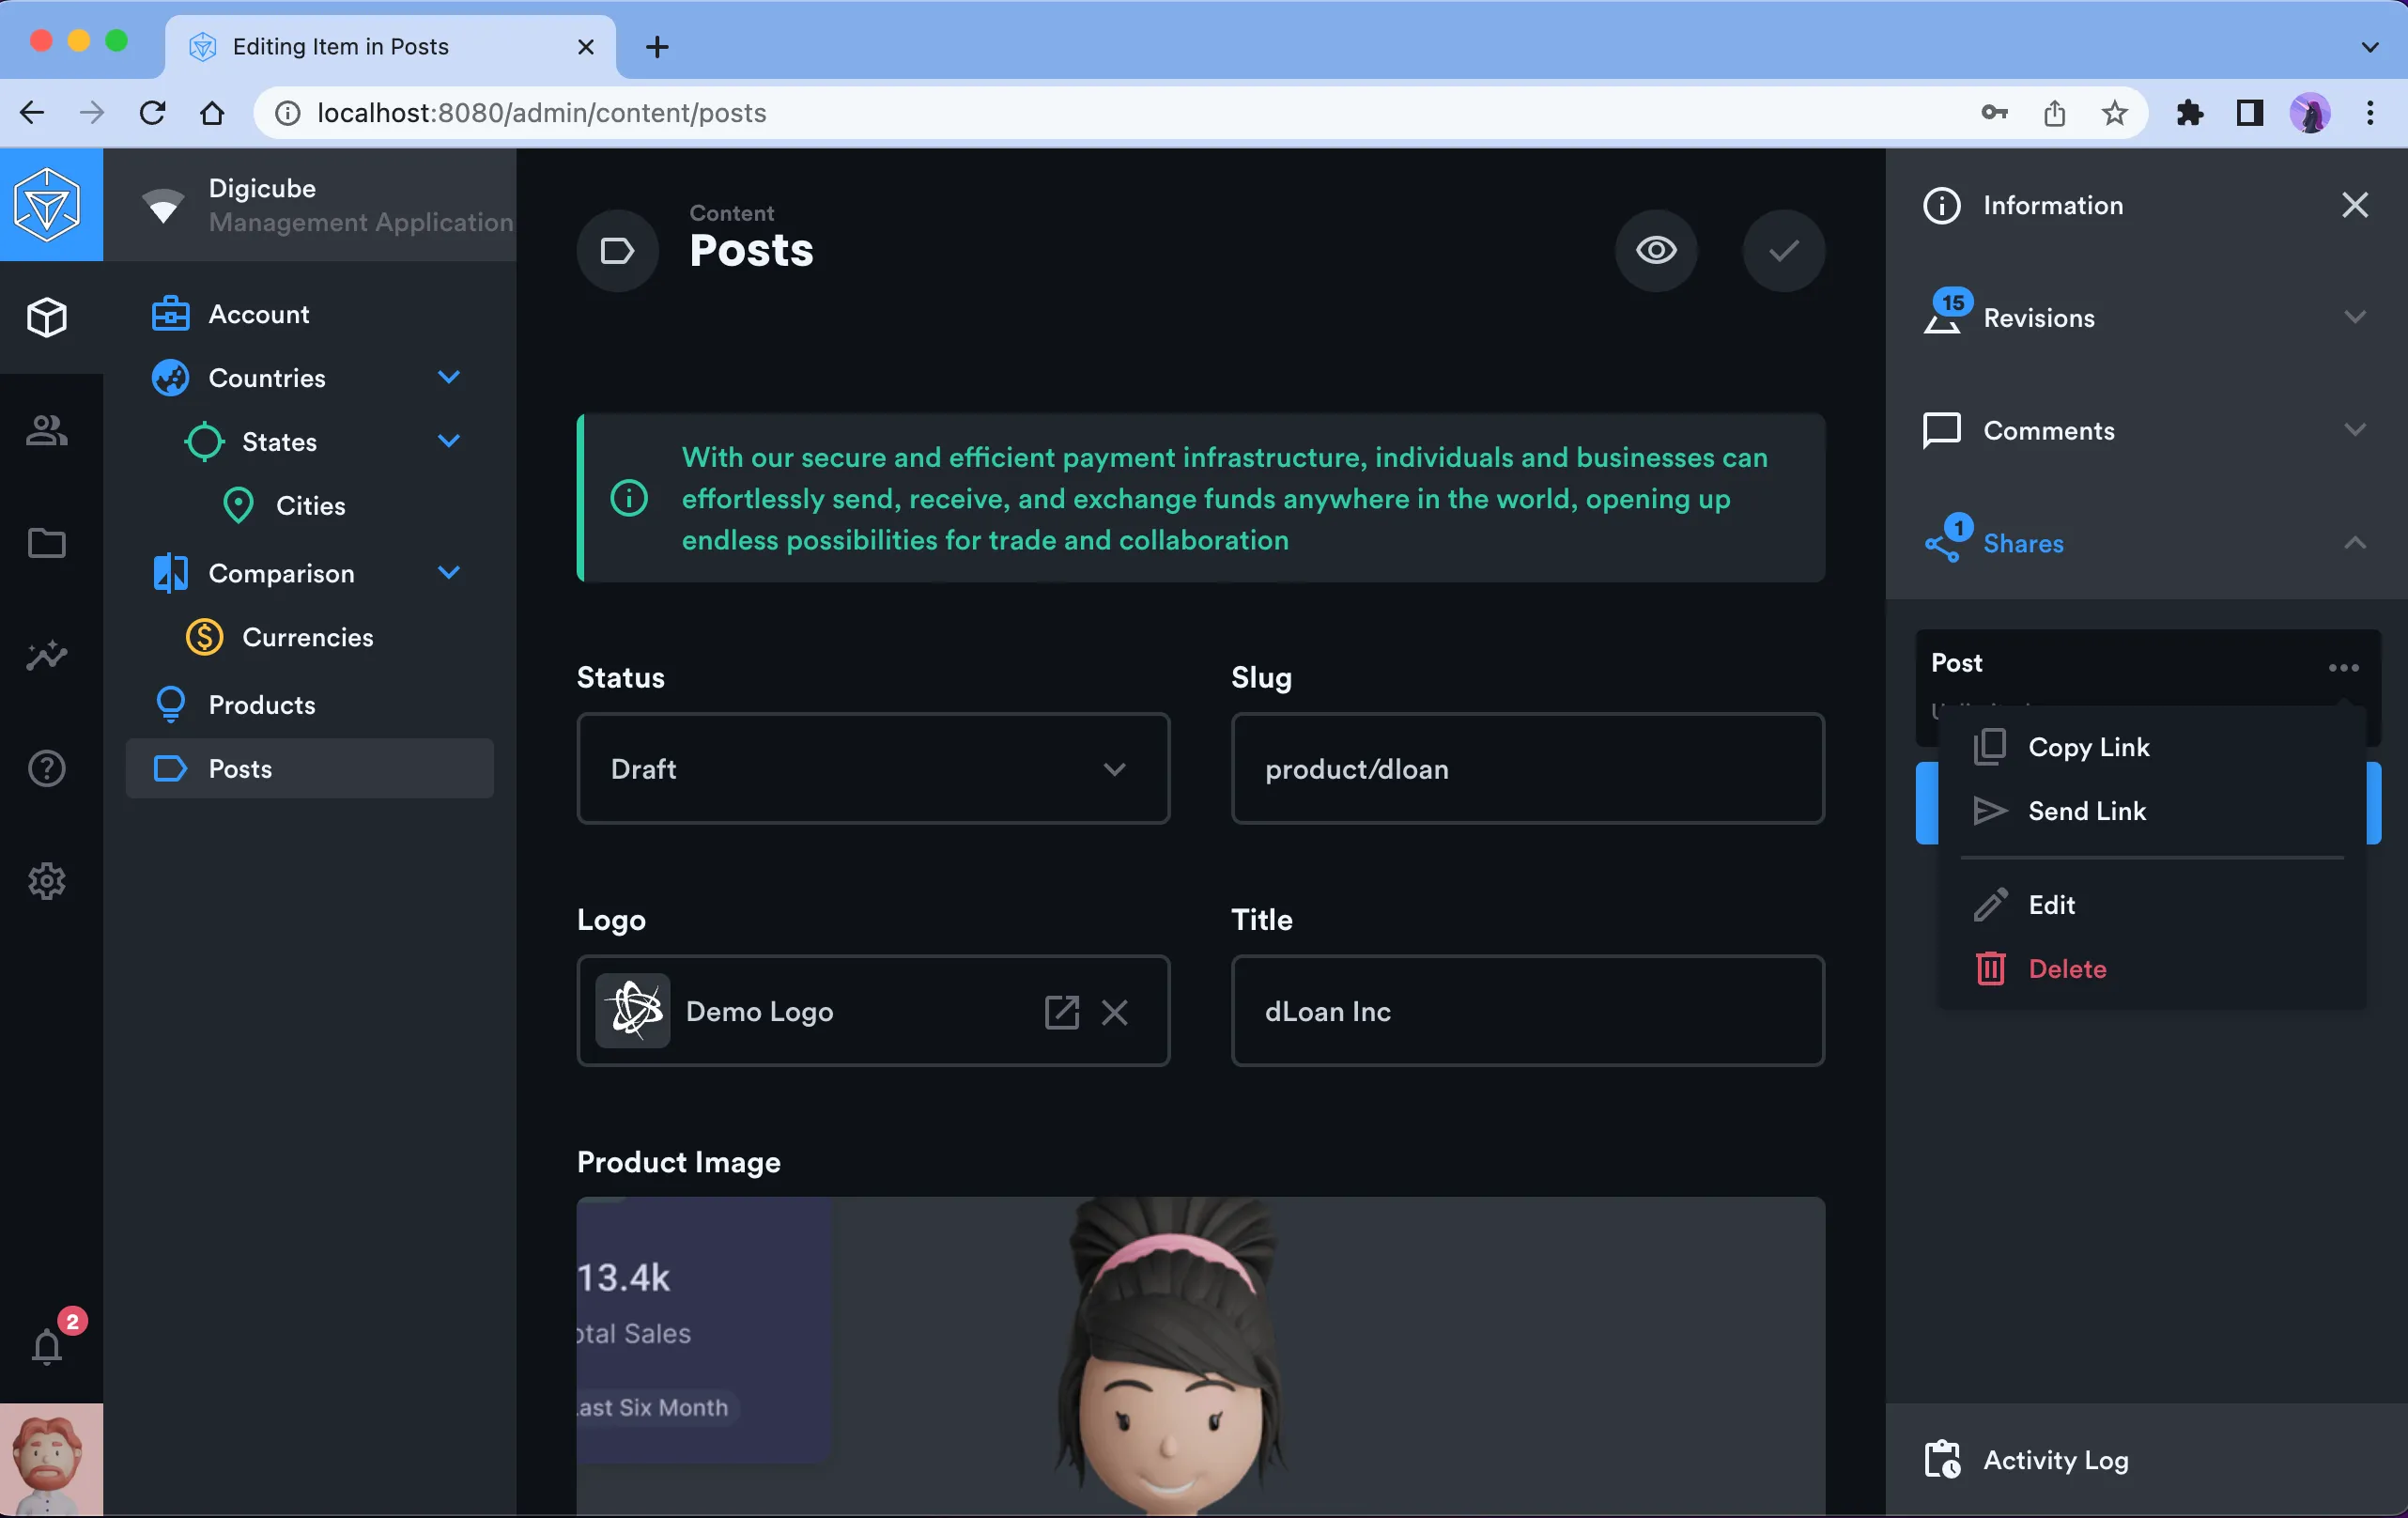 Editing Item in Posts
localhost:8080/admin/content/posts
Digicube
Management Application
Account
Countries
States
Cities
Comparison
Currencies
Products
Posts
2
Content
Posts
With our secure and efficient payment infrastructure, individuals and businesses can
effortlessly send, receive, and exchange funds anywhere in the world, opening up
endless possibilities for trade and collaboration
Status
Draft
Slug
product/dloan
Logo
Demo Logo
Title
dLoan Inc
Product Image
13.4k
otal Sales
ast Six Month
Information
15
Revisions
Comments
1
Shares
Post
Copy Link
Send Link
Edit
Delete
Activity Log